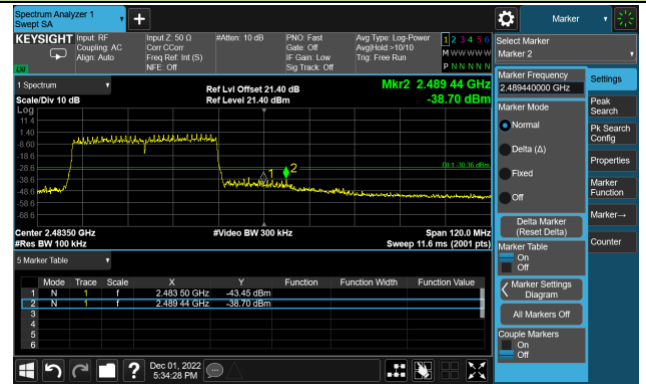 Spectrum Analyzer 1
Swept SA
+
Marker
KEYSIGHT
Input: RF
Coupling: AC
Align: Auto
Input Z: 50 Ω
Corr CCorr
Freq Ref: Int (S)
NFE: Off
#Atten: 10 dB
PNO: Fast
Gate: Off
IF Gain: Low
Sig Track: Off
Avg Type: Log-Power
Avg|Hold:>10/10
Trig: Free Run
1 2 3 4 5 6
M W W W W W
P N N N N N
Select Marker
Marker 2
LXI
1 Spectrum
Scale/Div 10 dB
Log
Ref Lvl Offset 21.40 dB
Ref Level 21.40 dBm
Mkr2 2.489 44 GHz
-38.70 dBm
11.4
1.40
-8.60
-18.6
-28.6
-38.6
-48.6
-58.6
-68.6
1
2
DL1 -30.36 dBm
Center 2.48350 GHz
#Res BW 100 kHz
#Video BW 300 kHz
Span 120.0 MHz
Sweep 11.6 ms (2001 pts)
5 Marker Table
Mode Trace Scale X Y Function Function Width Function Value
1 N 1 f 2.483 50 GHz -43.45 dBm
2 N 1 f 2.489 44 GHz -38.70 dBm
3
4
5
6
Marker Frequency
2.489440000 GHz
Marker Mode
Normal
Delta (Δ)
Fixed
Off
Delta Marker
(Reset Delta)
Marker Table
On
Off
Marker Settings
Diagram
All Markers Off
Couple Markers
On
Off
Settings
Peak
Search
Pk Search
Config
Properties
Marker
Function
Marker→
Counter
?
Dec 01, 2022
5:34:28 PM